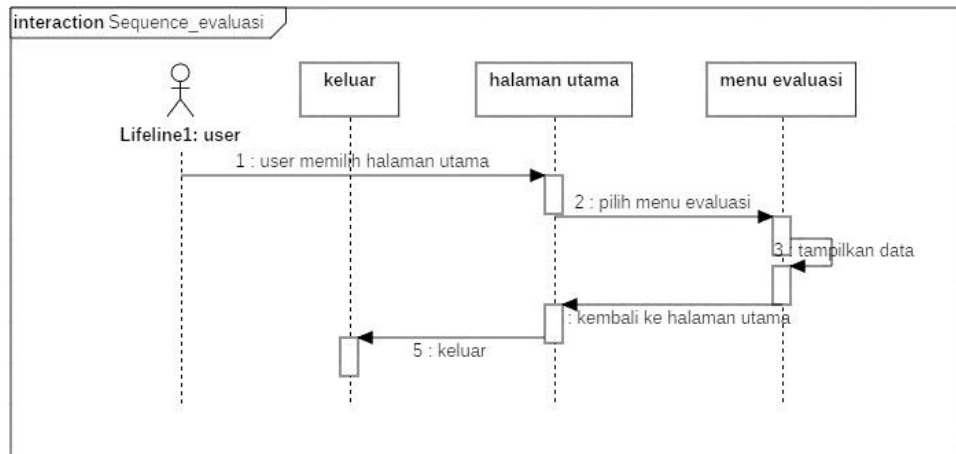 interaction Sequence_evaluasi
keluar
halaman utama
menu evaluasi
Lifeline1: user
1 : user memilih halaman utama
2 : pilih menu evaluasi
3 : tampilkan data
: kembali ke halaman utama
5 : keluar